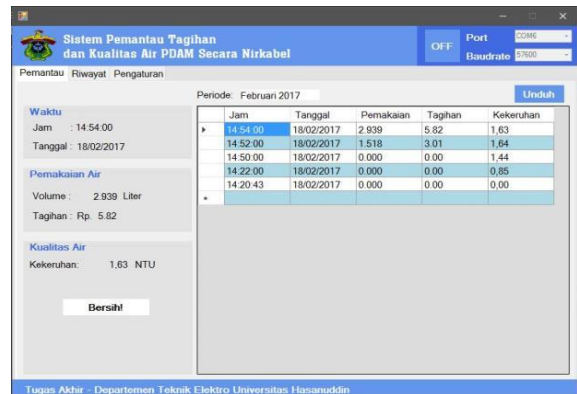 Sistem Pemantau Tagihan
dan Kualitas Air PDAM Secara Nirkabel
OFF
Port COM6
Baudrate 57600
Pemantau Riwayat Pengaturan
Periode: Februari 2017 Unduh
Waktu
Jam : 14:54:00
Tanggal : 18/02/2017
Pemakaian Air
Volume : 2.939 Liter
Tagihan : Rp. 5.82
Kualitas Air
Kekeruhan: 1,63 NTU
Bersih!
Jam Tanggal Pemakaian Tagihan Kekeruhan
14:54:00 18/02/2017 2.939 5.82 1,63
14:52:00 18/02/2017 1.518 3.01 1,64
14:50:00 18/02/2017 0.000 0.00 1,44
14:22:00 18/02/2017 0.000 0.00 0,85
14:20:43 18/02/2017 0.000 0.00 0,00
Tugas Akhir - Departemen Teknik Elektro Universitas Hasanuddin